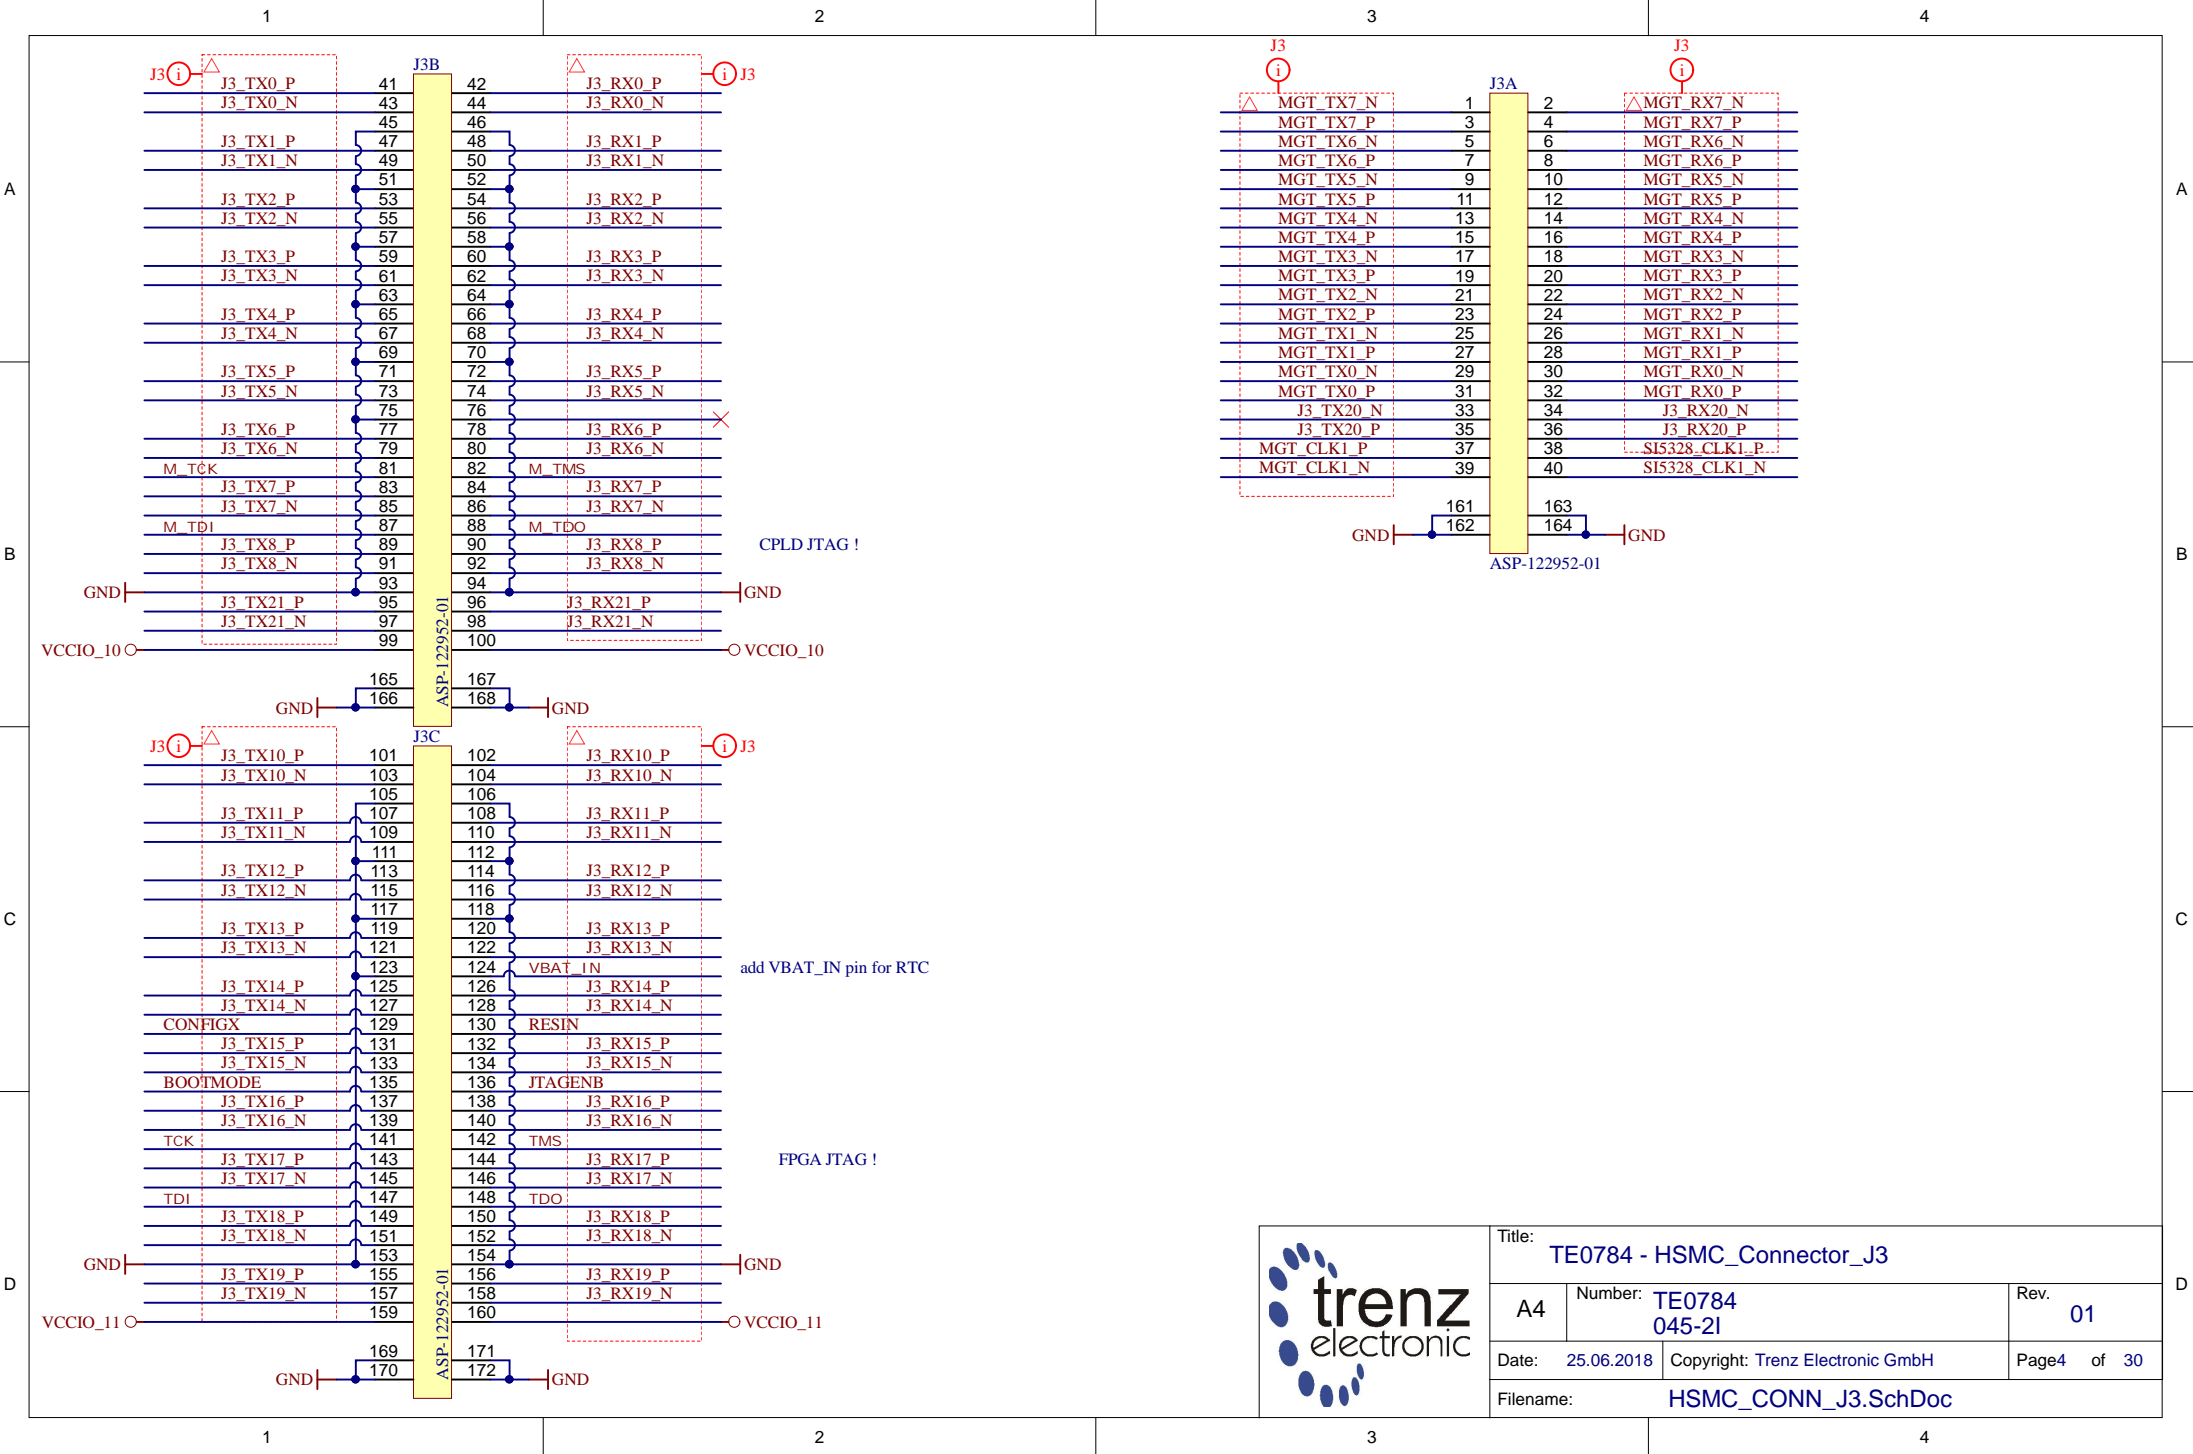 1 2 3 4
J3 J3
J3 J3B J3
J3_TX0_P 41 42 J3_RX0_P
J3_TX0_N 43 44 J3_RX0_N
45 46
J3_TX1_P 47 48 J3_RX1_P
J3_TX1_N 49 50 J3_RX1_N
51 52
J3_TX2_P 53 54 J3_RX2_P
J3_TX2_N 55 56 J3_RX2_N
57 58
J3_TX3_P 59 60 J3_RX3_P
J3_TX3_N 61 62 J3_RX3_N
63 64
J3_TX4_P 65 66 J3_RX4_P
J3_TX4_N 67 68 J3_RX4_N
69 70
J3_TX5_P 71 72 J3_RX5_P
J3_TX5_N 73 74 J3_RX5_N
75 76
J3_TX6_P 77 78 J3_RX6_P
J3_TX6_N 79 80 J3_RX6_N
M_TCK 81 82 M_TMS
J3_TX7_P 83 84 J3_RX7_P
J3_TX7_N 85 86 J3_RX7_N
M_TDI 87 88 M_TDO
J3_TX8_P 89 90 J3_RX8_P CPLD JTAG !
J3_TX8_N 91 92 J3_RX8_N
GND 93 94 GND
J3_TX21_P 95 96 J3_RX21_P
J3_TX21_N 97 98 J3_RX21_N
VCCIO_10 99 100 VCCIO_10
ASP-122952-01
165 167
GND 166 168 GND
J3A
MGT_TX7_N 1 2 MGT_RX7_N
MGT_TX7_P 3 4 MGT_RX7_P
MGT_TX6_N 5 6 MGT_RX6_N
MGT_TX6_P 7 8 MGT_RX6_P
MGT_TX5_N 9 10 MGT_RX5_N
MGT_TX5_P 11 12 MGT_RX5_P
MGT_TX4_N 13 14 MGT_RX4_N
MGT_TX4_P 15 16 MGT_RX4_P
MGT_TX3_N 17 18 MGT_RX3_N
MGT_TX3_P 19 20 MGT_RX3_P
MGT_TX2_N 21 22 MGT_RX2_N
MGT_TX2_P 23 24 MGT_RX2_P
MGT_TX1_N 25 26 MGT_RX1_N
MGT_TX1_P 27 28 MGT_RX1_P
MGT_TX0_N 29 30 MGT_RX0_N
MGT_TX0_P 31 32 MGT_RX0_P
J3_TX20_N 33 34 J3_RX20_N
J3_TX20_P 35 36 J3_RX20_P
MGT_CLK1_P 37 38 SI5328_CLK1_P
MGT_CLK1_N 39 40 SI5328_CLK1_N
161 163
GND 162 164 GND
ASP-122952-01
J3 J3C J3
J3_TX10_P 101 102 J3_RX10_P
J3_TX10_N 103 104 J3_RX10_N
105 106
J3_TX11_P 107 108 J3_RX11_P
J3_TX11_N 109 110 J3_RX11_N
111 112
J3_TX12_P 113 114 J3_RX12_P
J3_TX12_N 115 116 J3_RX12_N
117 118
J3_TX13_P 119 120 J3_RX13_P
J3_TX13_N 121 122 J3_RX13_N
123 124 VBAT_IN add VBAT_IN pin for RTC
J3_TX14_P 125 126 J3_RX14_P
J3_TX14_N 127 128 J3_RX14_N
CONFIGX 129 130 RESIN
J3_TX15_P 131 132 J3_RX15_P
J3_TX15_N 133 134 J3_RX15_N
BOOTMODE 135 136 JTAGENB
J3_TX16_P 137 138 J3_RX16_P
J3_TX16_N 139 140 J3_RX16_N
TCK 141 142 TMS
J3_TX17_P 143 144 J3_RX17_P FPGA JTAG !
J3_TX17_N 145 146 J3_RX17_N
TDI 147 148 TDO
J3_TX18_P 149 150 J3_RX18_P
J3_TX18_N 151 152 J3_RX18_N
GND 153 154 GND
J3_TX19_P 155 156 J3_RX19_P
J3_TX19_N 157 158 J3_RX19_N
VCCIO_11 159 160 VCCIO_11
ASP-122952-01
169 171
GND 170 172 GND
A A
B B
C C
D D
trenz
electronic
Title:
TE0784 - HSMC_Connector_J3
A4 Number: TE0784
045-2I
Rev.
01
Date: 25.06.2018 Copyright: Trenz Electronic GmbH Page4 of 30
Filename: HSMC_CONN_J3.SchDoc
1 2 3 4